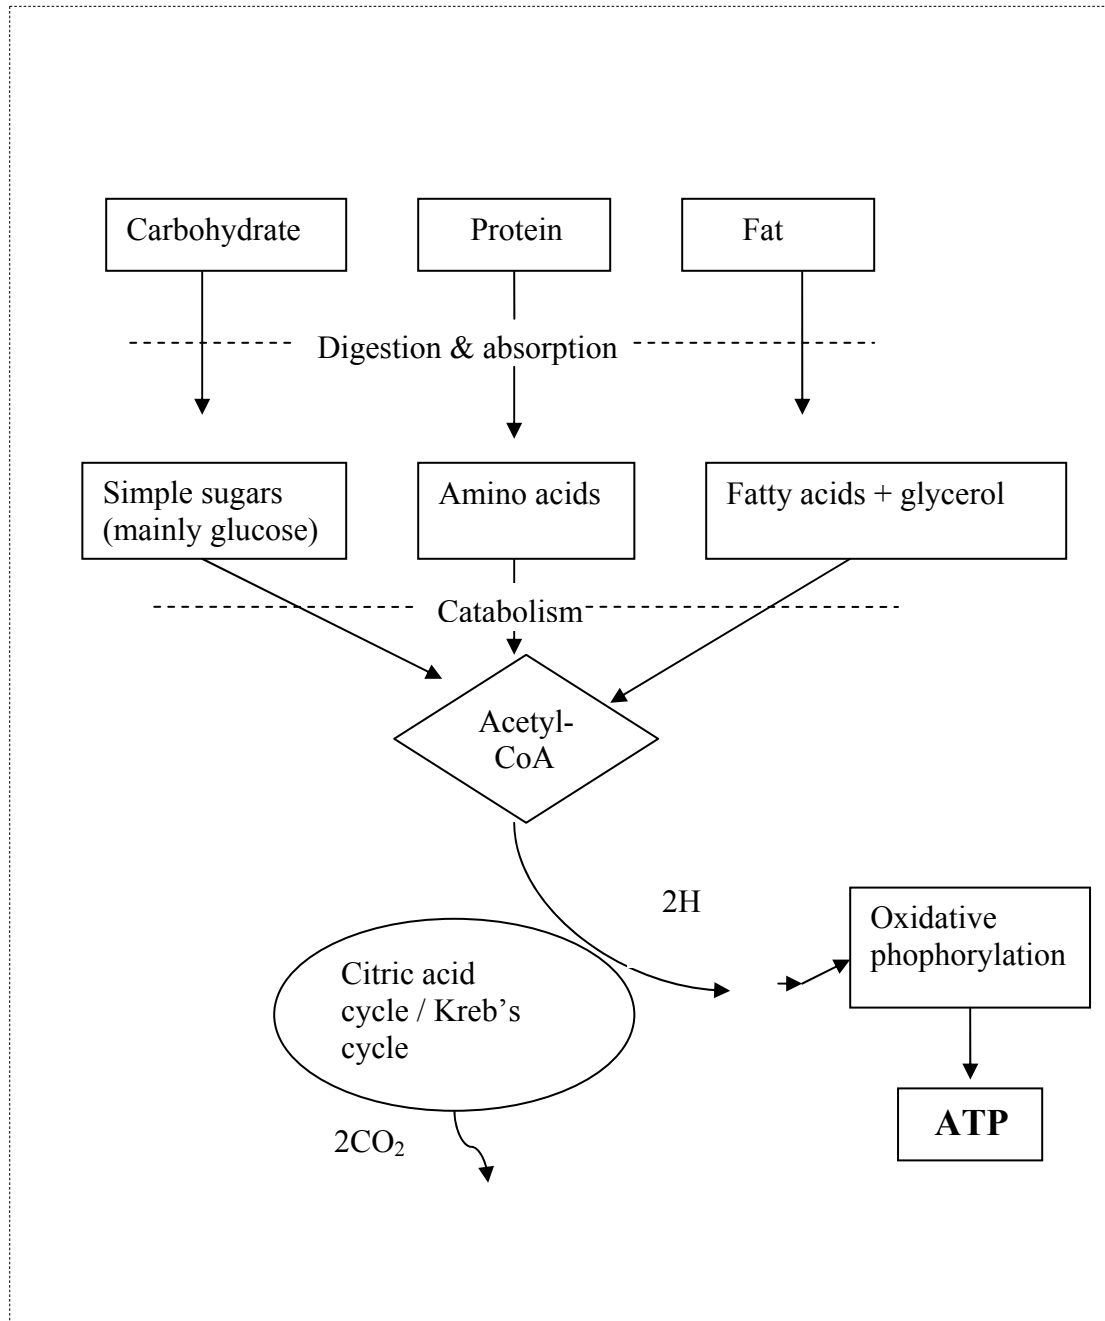 Carbohydrate
Protein
Fat
Digestion & absorption
Simple sugars
(mainly glucose)
Amino acids
Fatty acids + glycerol
Catabolism
Acetyl-
CoA
2H
Oxidative
phophorylation
Citric acid
cycle / Kreb’s
cycle
ATP
2CO₂